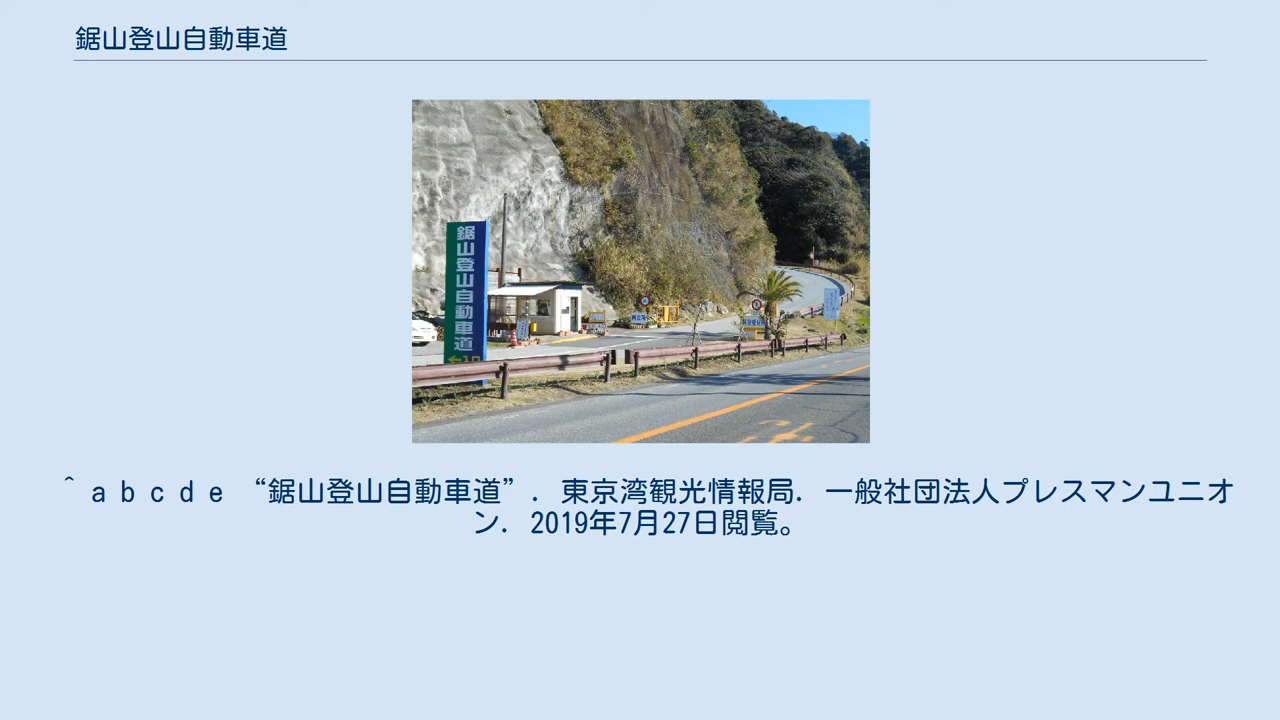 鋸山登山自動車道
鋸山登山自動車道
入口
^ a b c d e “鋸山登山自動車道”. 東京湾観光情報局. 一般社団法人プレスマンユニオ
ン. 2019年7月27日閲覧。